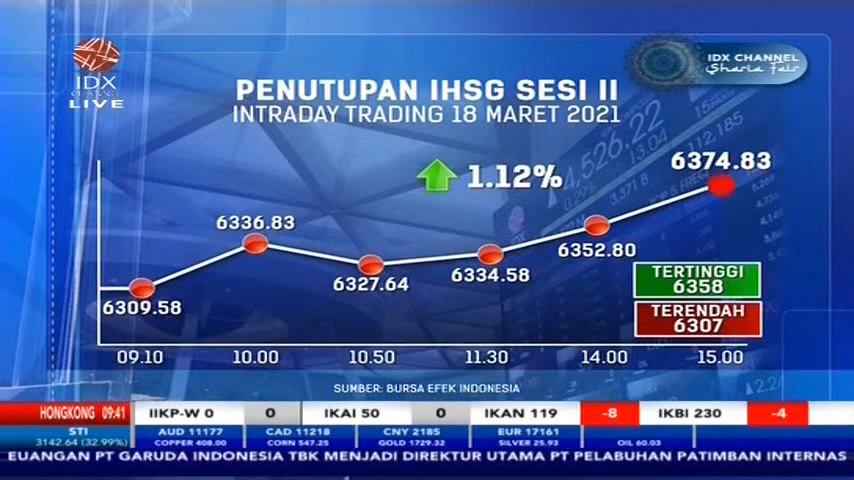 IDX
CHANNEL
LIVE
IDX CHANNEL
Sharia Fair
PENUTUPAN IHSG SESI II
INTRADAY TRADING 18 MARET 2021
1.12%
6374.83
6336.83
6352.80
6334.58
6327.64
6309.58
TERTINGGI
6358
TERENDAH
6307
09.10 10.00 10.50 11.30 14.00 15.00
SUMBER: BURSA EFEK INDONESIA
HONGKONG 09:41 IIKP-W 0 0 IKAI 50 0 IKAN 119 -8 IKBI 230 -4
STI AUD 11177 CAD 11218 CNY 2185 EUR 17161
3142.64 (32.99%) COPPER 408.00 CORN 547.25 GOLD 1729.32 SILVER 25.93 OIL 60.03
EUANGAN PT GARUDA INDONESIA TBK MENJADI DIREKTUR UTAMA PT PELABUHAN PATIMBAN INTERNAS